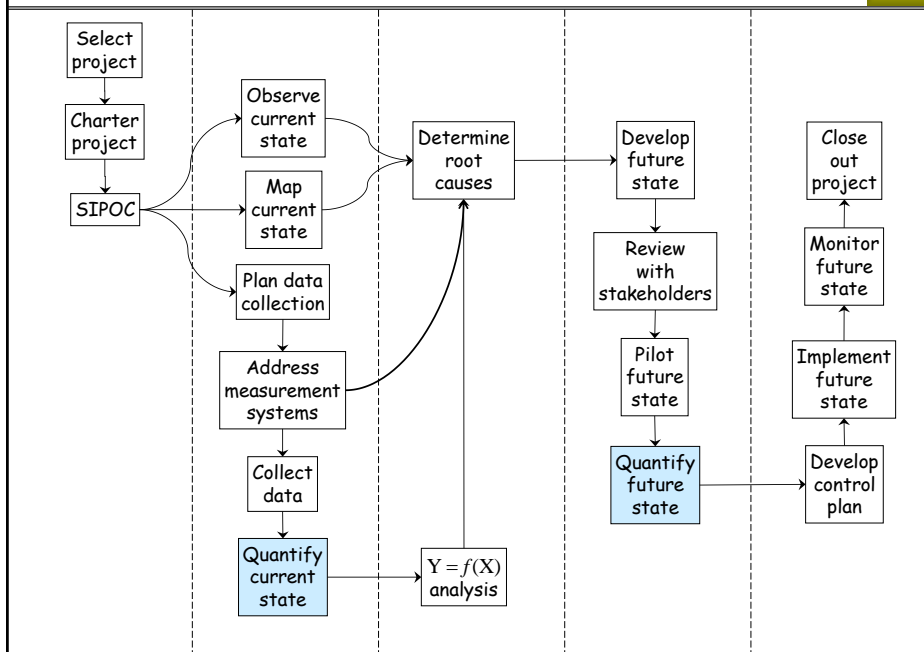 Select
project
Charter
project
SIPOC
Observe
current
state
Map
current
state
Plan data
collection
Address
measurement
systems
Collect
data
Quantify
current
state
Determine
root
causes
Y = f(X)
analysis
Develop
future
state
Review
with
stakeholders
Pilot
future
state
Quantify
future
state
Close
out
project
Monitor
future
state
Implement
future
state
Develop
control
plan